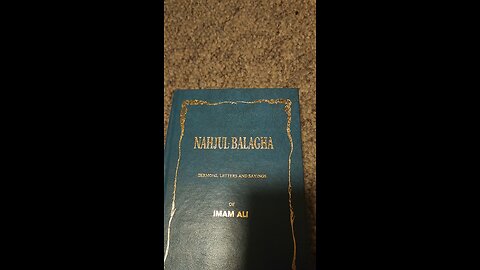 NAHJUL BALAGHA
SERMONS, LETTERS AND SAYINGS
OF
IMAM ALI